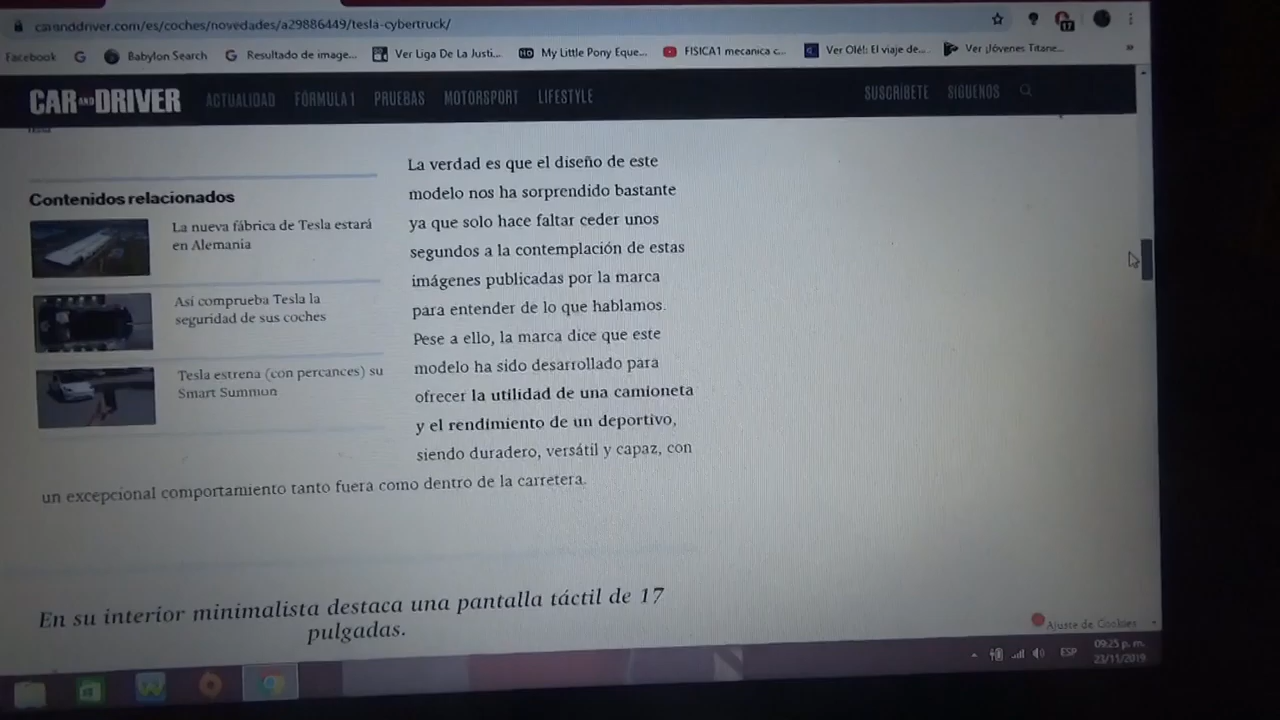 caranddriver.com/es/coches/novedades/a29886449/tesla-cybertruck/
17
Facebook
Babylon Search
Resultado de image...
Ver Liga De La Justi...
My Little Pony Eque...
FISICA1 mecanica c...
Ver Olé!: El viaje de...
Ver ¡Jóvenes Titane...
»
CAR AND DRIVER
ACTUALIDAD
FÓRMULA 1
PRUEBAS
MOTORSPORT
LIFESTYLE
SUSCRÍBETE
SÍGUENOS
Contenidos relacionados
La nueva fábrica de Tesla estará
en Alemania
Así comprueba Tesla la
seguridad de sus coches
Tesla estrena (con percances) su
Smart Summon
La verdad es que el diseño de este
modelo nos ha sorprendido bastante
ya que solo hace faltar ceder unos
segundos a la contemplación de estas
imágenes publicadas por la marca
para entender de lo que hablamos.
Pese a ello, la marca dice que este
modelo ha sido desarrollado para
ofrecer la utilidad de una camioneta
y el rendimiento de un deportivo,
siendo duradero, versátil y capaz, con
un excepcional comportamiento tanto fuera como dentro de la carretera.
En su interior minimalista destaca una pantalla táctil de 17
pulgadas.
Ajuste de Cookies
ESP
09:25 p. m.
23/11/2019